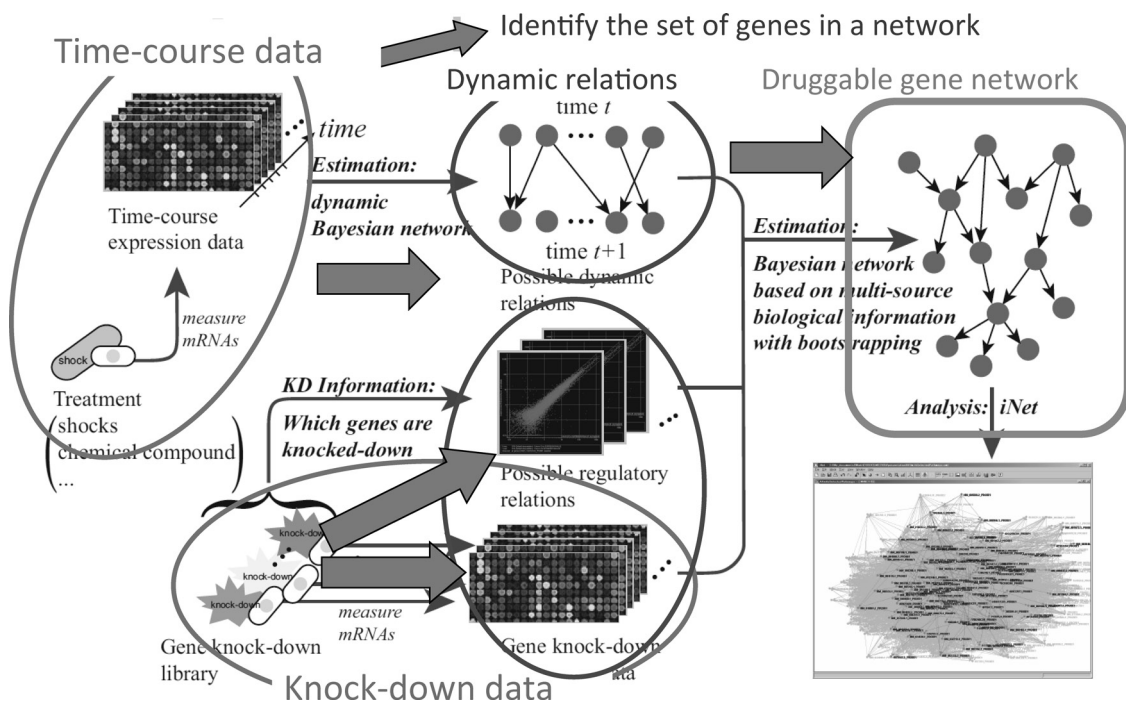 Identify the set of genes in a network
Time-course data
Dynamic relations
Druggable gene network
time t
time
Estimation:
dynamic
Bayesian network
Time-course
expression data
time t+1
Possible dynamic
relations
Estimation:
Bayesian network
based on multi-source
biological information
with boots rapping
measure
mRNAs
shock
Treatment
shocks
chemical compound
...
KD Information:
Which genes are
knocked-down
Possible regulatory
relations
Analysis: iNet
knock-down
knock-down
knock-down
measure
mRNAs
Gene knock-down
library
Gene knock-down
Knock-down data